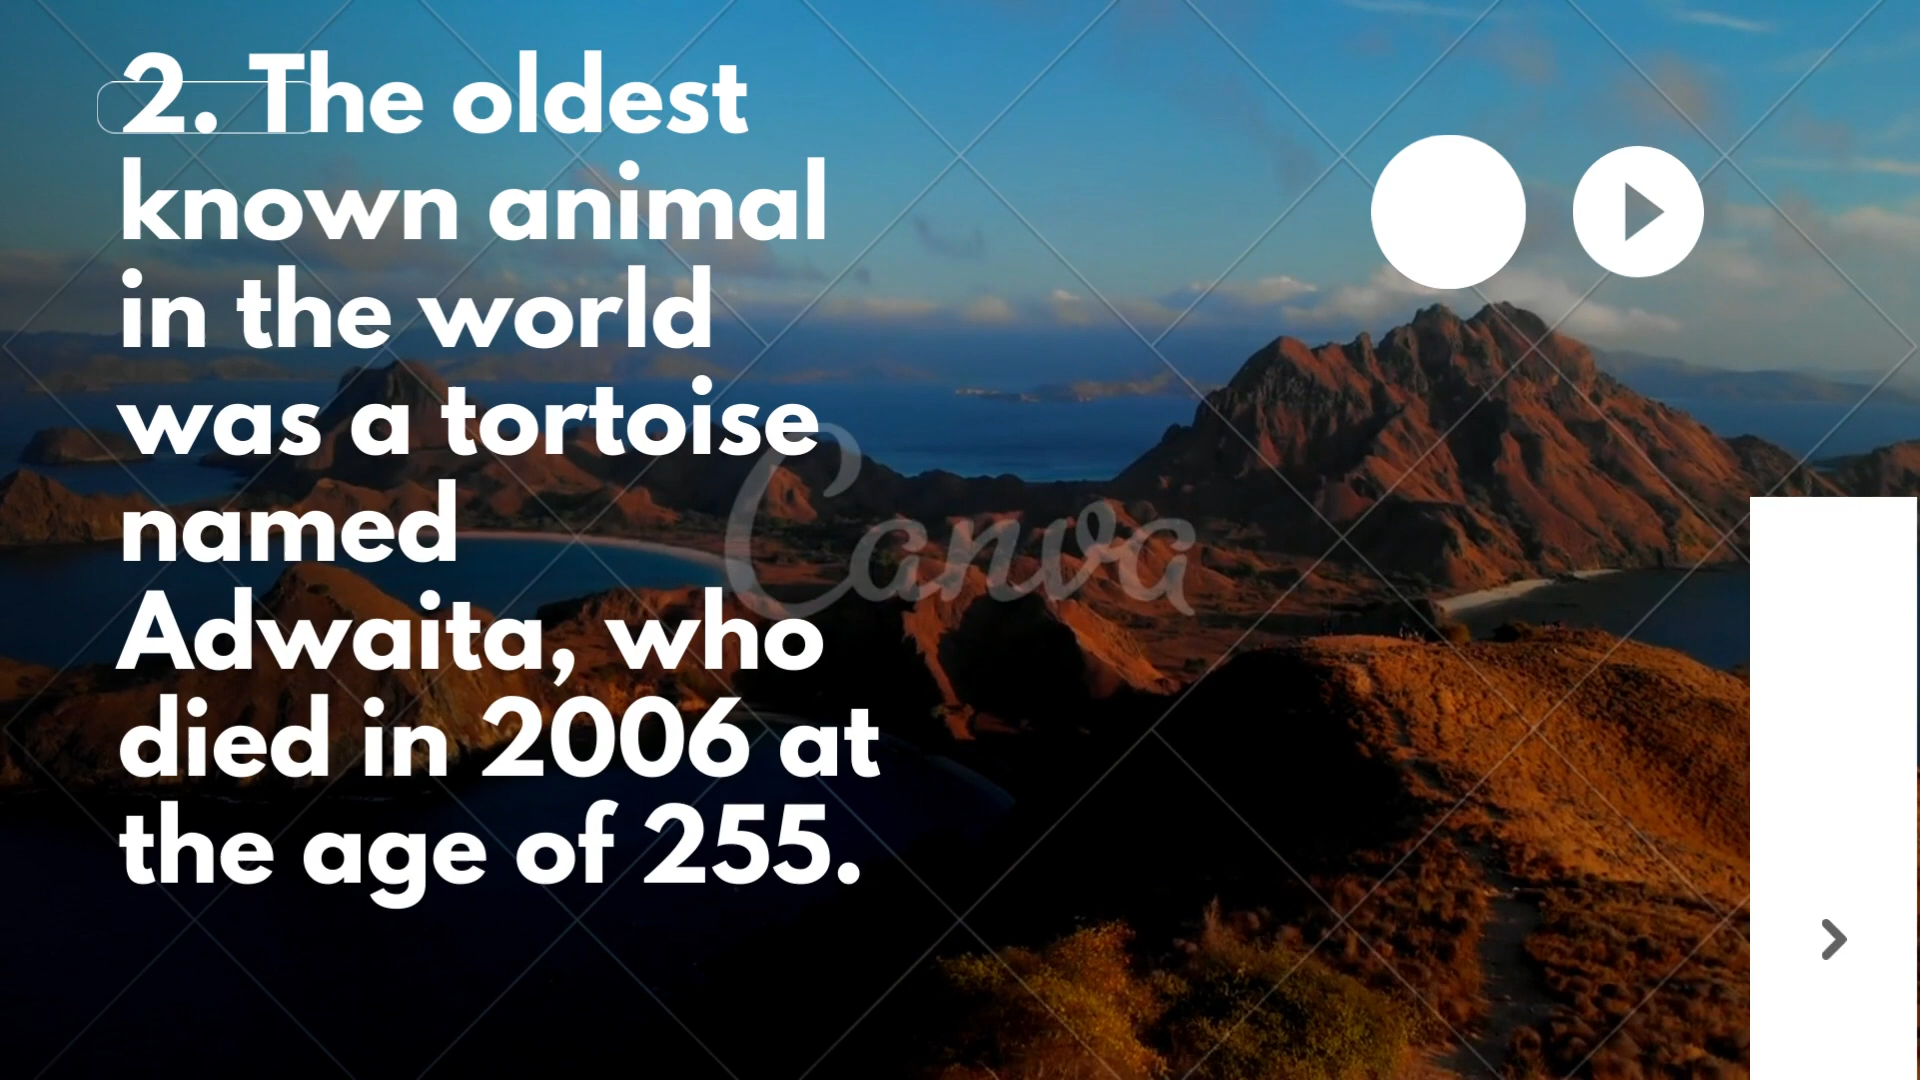 2. The oldest
known animal
in the world
was a tortoise
named
Adwaita, who
died in 2006 at
the age of 255.
Canva